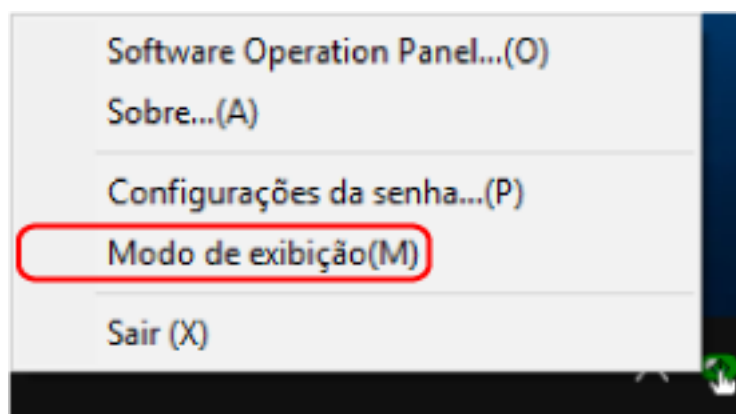 Software Operation Panel...(O)
Sobre...(A)
Configurações da senha...(P)
Modo de exibição(M)
Sair (X)